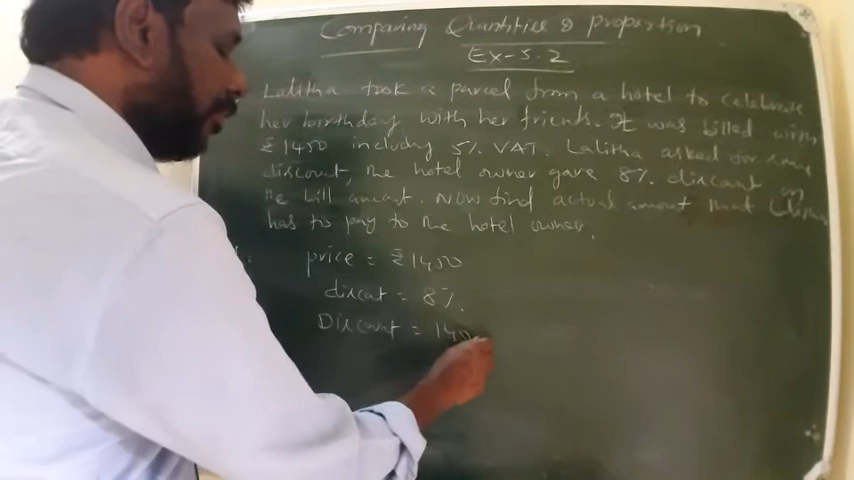 Comparing Quantities & proportion
Ex-5.2
Lalitha took a parcel from a hotel to celebrate
her birthday with her friends. It was billed with
₹1450 including 5% VAT. Lalitha asked for some
discount, the hotel owner gave 8% discount on
the bill amount. Now find actual amount that Lalitha
has to pay to the hotel owner.
price = ₹1450
discount = 8%.
Discount = 145